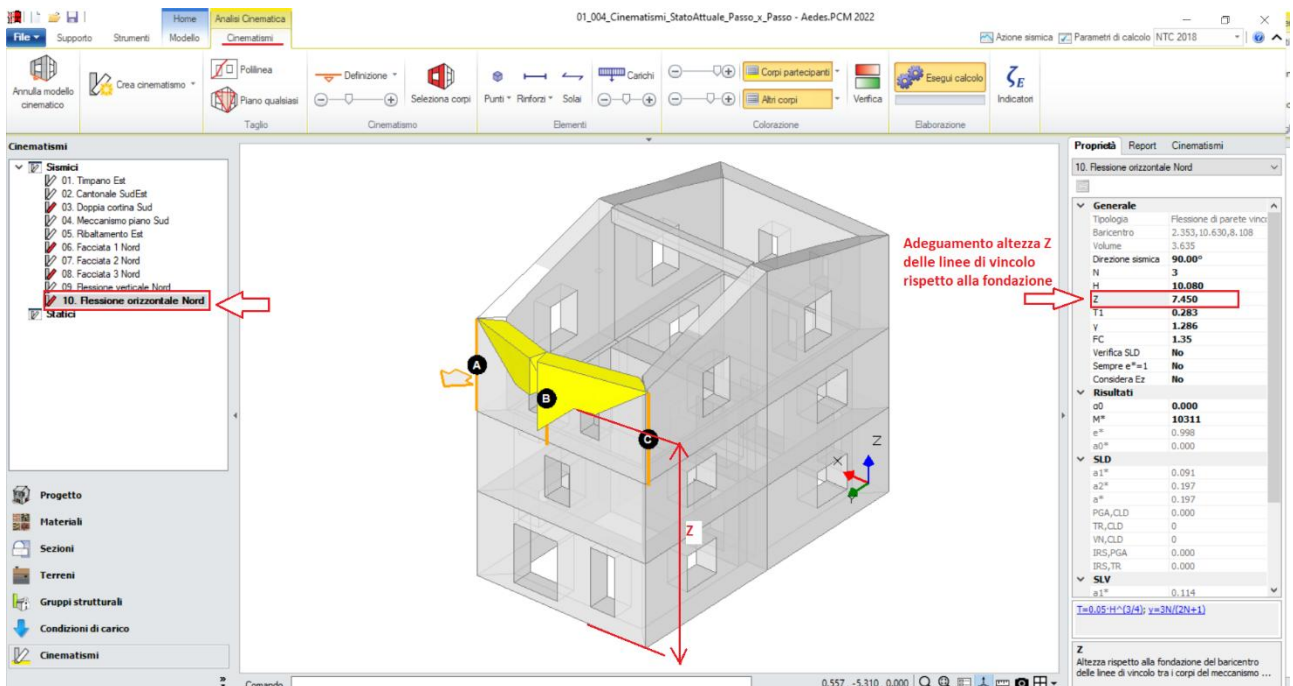 Home
Analisi Cinematica
01_004_Cinematismi_StatoAttuale_Passo_x_Passo - Aedes.PCM 2022
File
Supporto
Strumenti
Modello
Cinematismi
Azione sismica
Parametri di calcolo
NTC 2018
Annulla modello
cinematico
Crea cinematismo
Polilinea
Piano qualsiasi
Taglio
Definizione
Seleziona corpi
Cinematismo
Punti
Rinforzi
Solai
Carichi
Elementi
Corpi partecipanti
Altri corpi
Verifica
Colorazione
Esegui calcolo
Elaborazione
ζE
Indicatori
Cinematismi
Sismici
01. Timpano Est
02. Cantonale SudEst
03. Doppia cortina Sud
04. Meccanismo piano Sud
05. Ribaltamento Est
06. Facciata 1 Nord
07. Facciata 2 Nord
08. Facciata 3 Nord
09. Flessione verticale Nord
10. Flessione orizzontale Nord
Statici
Progetto
Materiali
Sezioni
Terreni
Gruppi strutturali
Condizioni di carico
Cinematismi
A
B
C
Z
X
Y
Z
Adeguamento altezza Z
delle linee di vincolo
rispetto alla fondazione
Proprietà Report Cinematismi
10. Flessione orizzontale Nord
Generale
Tipologia Flessione di parete vinco
Baricentro 2.353,10.630,8.108
Volume 3.635
Direzione sismica 90.00°
N 3
H 10.080
Z 7.450
T1 0.283
γ 1.286
FC 1.35
Verifica SLD No
Sempre e*=1 No
Considera Ez No
Risultati
α0 0.000
M* 10311
e* 0.998
a0* 0.000
SLD
a1* 0.091
a2* 0.197
a* 0.197
PGA,CLD 0.000
TR,CLD 0
VN,CLD 0
IRS,PGA 0.000
IRS,TR 0.000
SLV
a1* 0.114
T=0.05·H^(3/4); γ=3N/(2N+1)
Z
Altezza rispetto alla fondazione del baricentro
delle linee di vincolo tra i corpi del meccanismo ...
Comando
0.557 -5.310 0.000